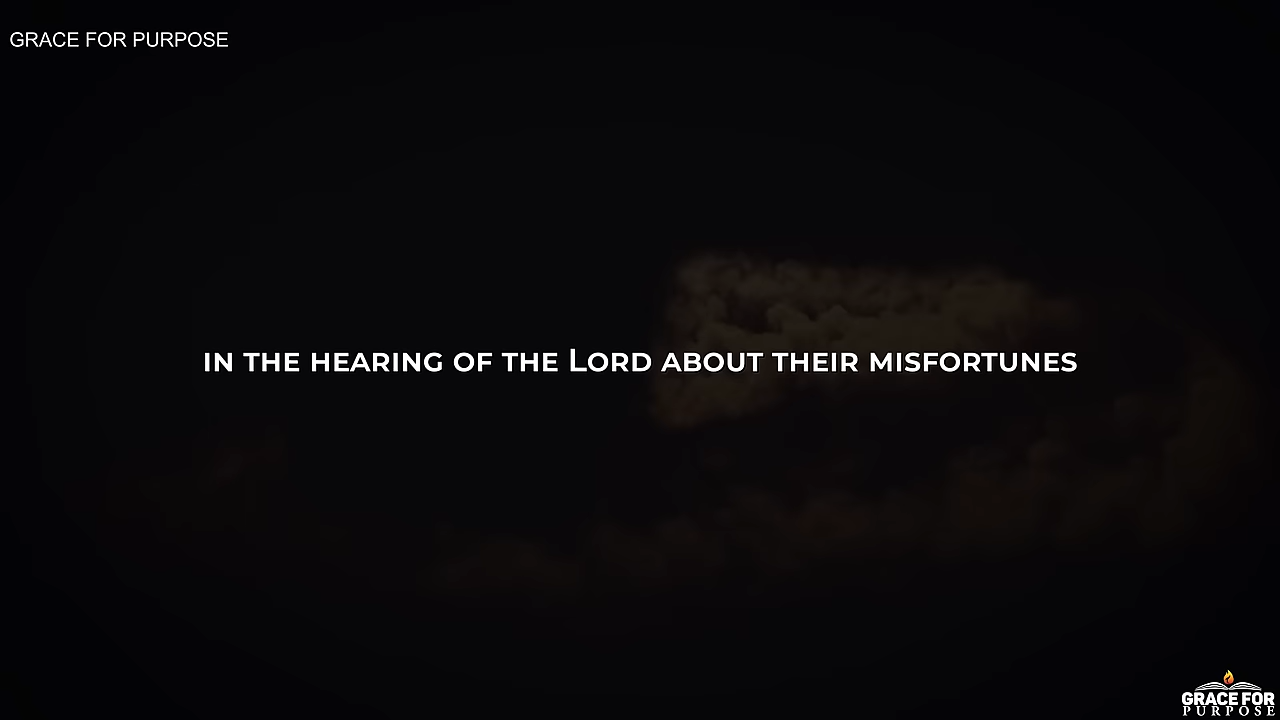 GRACE FOR PURPOSE
IN THE HEARING OF THE LORD ABOUT THEIR MISFORTUNES
GRACE FOR
PURPOSE